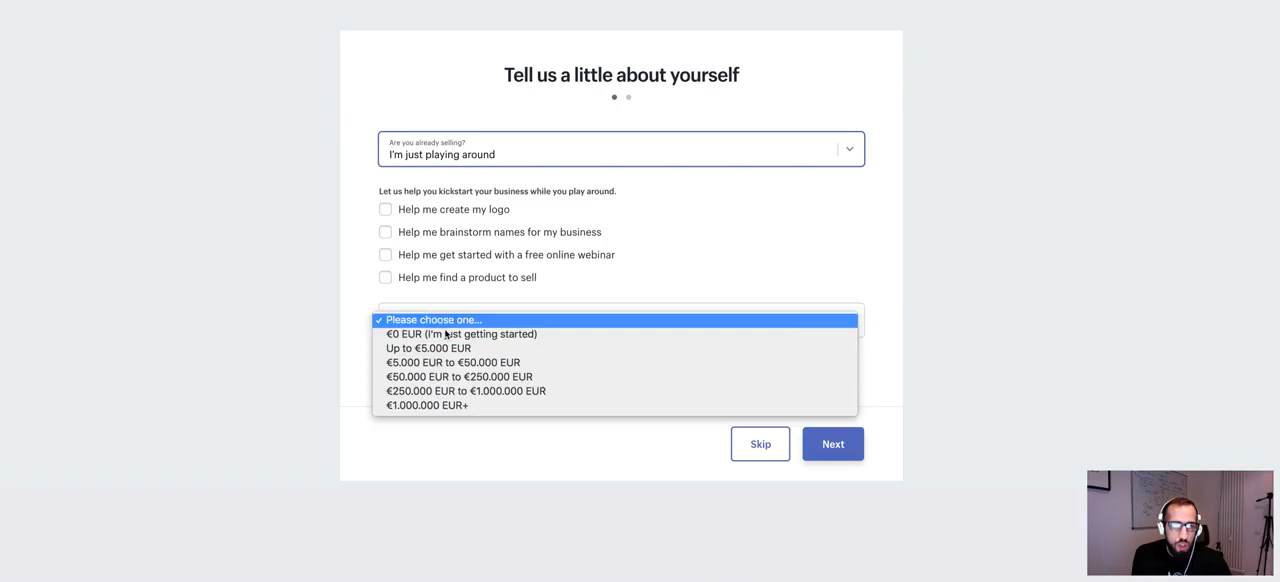 Tell us a little about yourself
Are you already selling?
I'm just playing around
Let us help you kickstart your business while you play around.
Help me create my logo
Help me brainstorm names for my business
Help me get started with a free online webinar
Help me find a product to sell
Please choose one...
€0 EUR (I'm just getting started)
Up to €5.000 EUR
€5.000 EUR to €50.000 EUR
€50.000 EUR to €250.000 EUR
€250.000 EUR to €1.000.000 EUR
€1.000.000 EUR+
Skip
Next